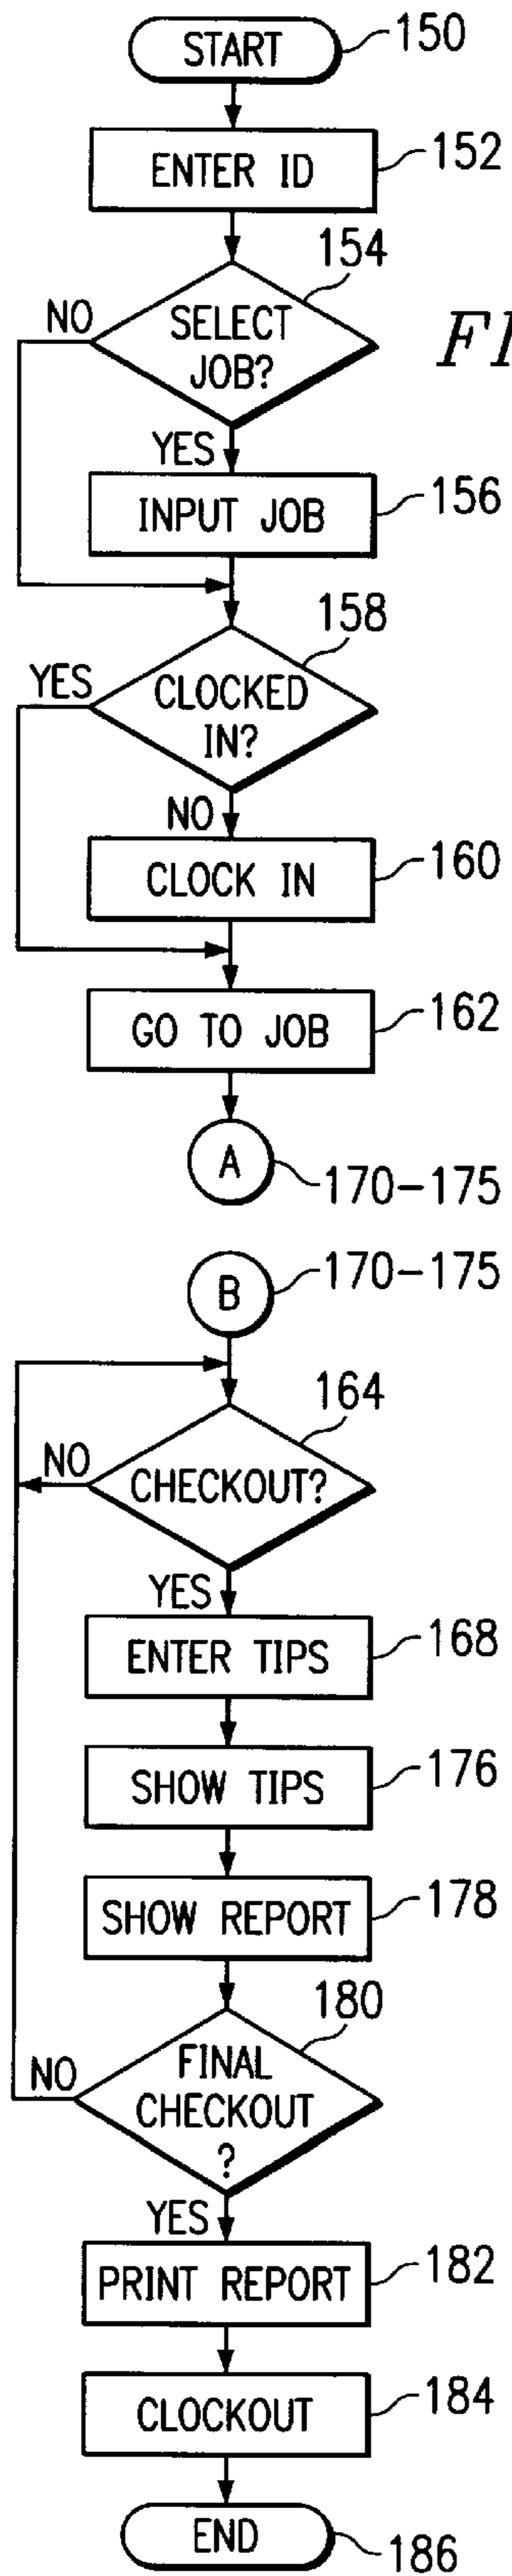 START
150
ENTER ID
152
154
NO
SELECT
JOB?
FI
YES
INPUT JOB
156
158
YES
CLOCKED
IN?
NO
CLOCK IN
160
GO TO JOB
162
A
170-175
B
170-175
164
NO
CHECKOUT?
YES
ENTER TIPS
168
SHOW TIPS
176
SHOW REPORT
178
180
NO
FINAL
CHECKOUT
?
YES
PRINT REPORT
182
CLOCKOUT
184
END
186